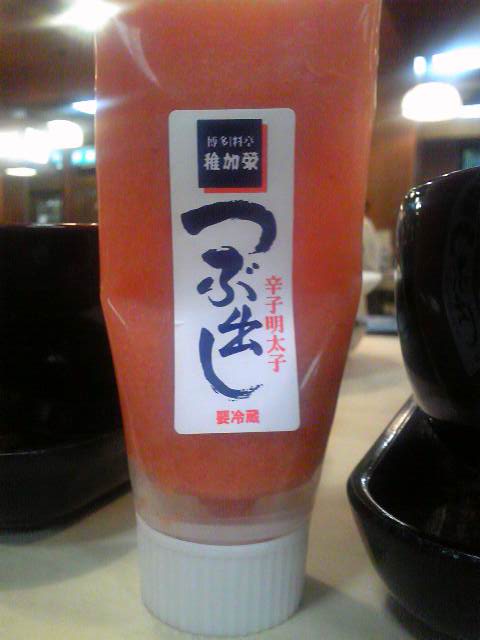 博多料亭
稚加榮
つぶ出し
辛子明太子
要冷蔵